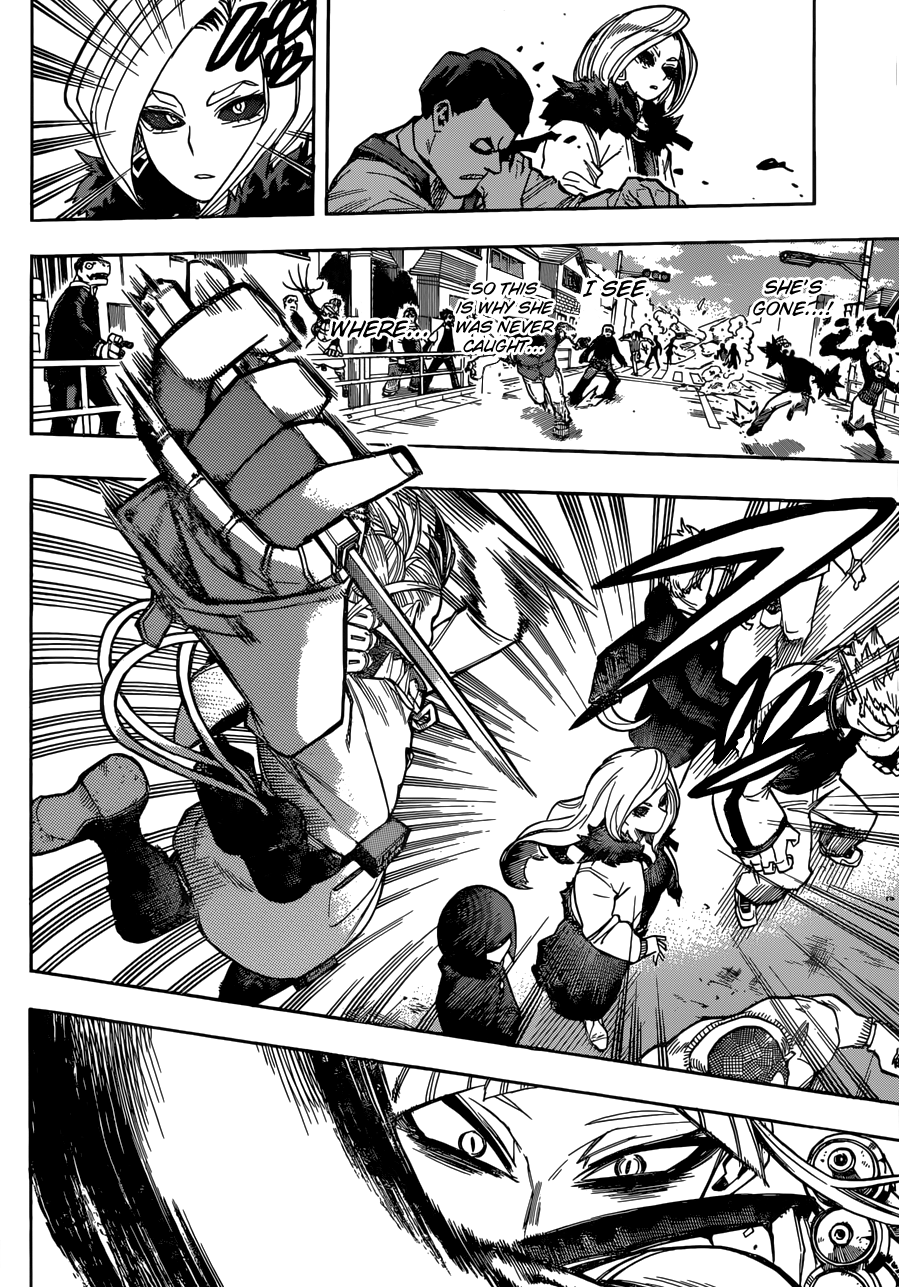 SHE'S
GONE...!
I SEE.
SO THIS
IS WHY SHE
WAS NEVER
CAUGHT...
WHERE...